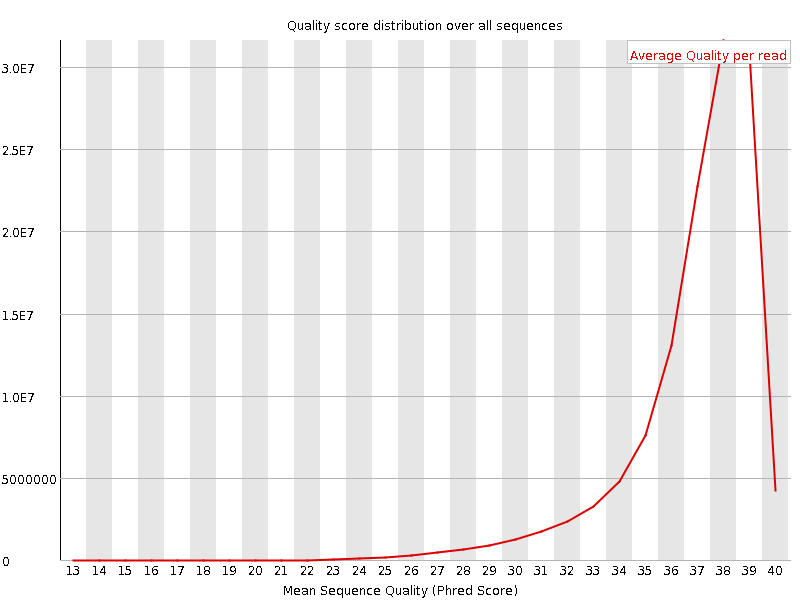 Quality score distribution over all sequences
Average Quality per read
3.0E7
2.5E7
2.0E7
1.5E7
1.0E7
5000000
0
13 14 15 16 17 18 19 20 21 22 23 24 25 26 27 28 29 30 31 32 33 34 35 36 37 38 39 40
Mean Sequence Quality (Phred Score)